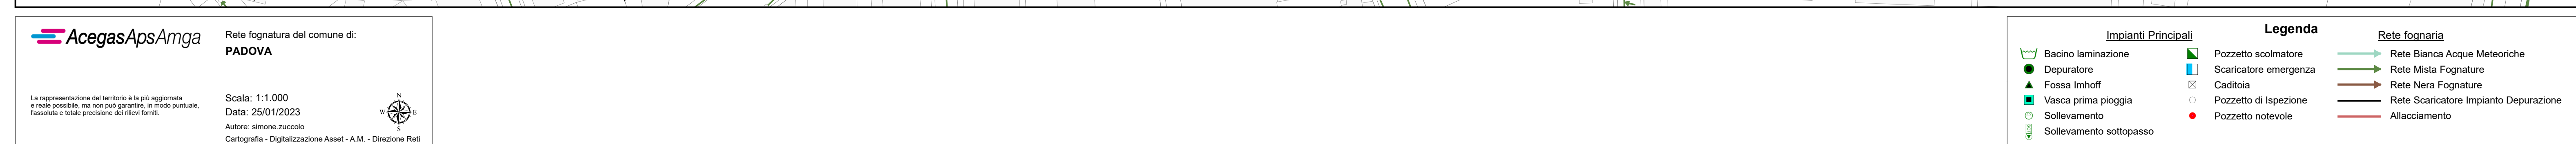 AcegasApsAmga
Rete fognatura del comune di:
PADOVA
La rappresentazione del territorio è la più aggiornata
e reale possibile, ma non può garantire, in modo puntuale,
l'assoluta e totale precisione dei rilievi forniti.
Scala: 1:1.000
Data: 25/01/2023
Autore: simone.zuccolo
Cartografia - Digitalizzazione Asset - A.M. - Direzione Reti
N
W E
S
Legenda
Impianti Principali
Bacino laminazione
Depuratore
Fossa Imhoff
Vasca prima pioggia
Sollevamento
Sollevamento sottopasso
Pozzetto scolmatore
Scaricatore emergenza
Caditoia
Pozzetto di Ispezione
Pozzetto notevole
Rete fognaria
Rete Bianca Acque Meteoriche
Rete Mista Fognature
Rete Nera Fognature
Rete Scaricatore Impianto Depurazione
Allacciamento